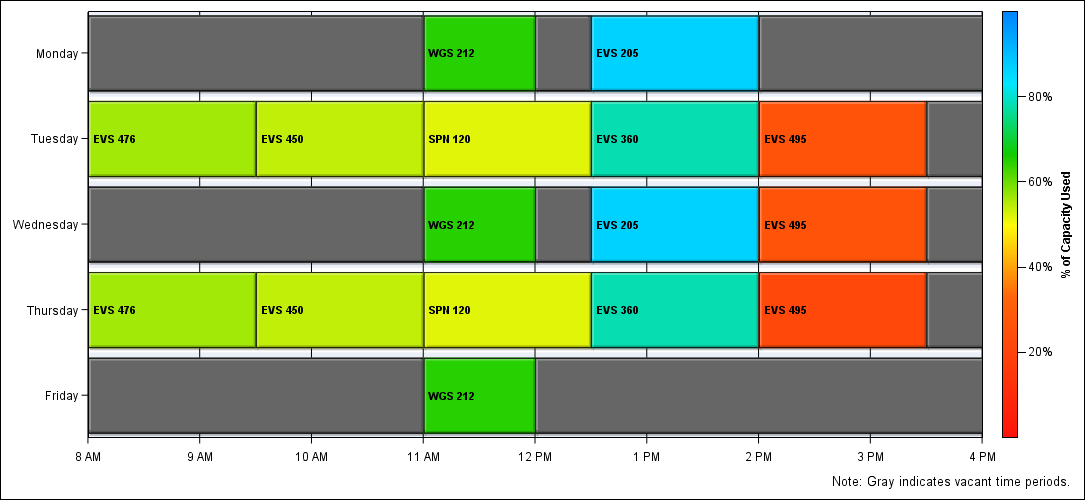 Monday
WGS 212
EVS 205
Tuesday
EVS 476
EVS 450
SPN 120
EVS 360
EVS 495
Wednesday
WGS 212
EVS 205
EVS 495
Thursday
EVS 476
EVS 450
SPN 120
EVS 360
EVS 495
Friday
WGS 212
8 AM
9 AM
10 AM
11 AM
12 PM
1 PM
2 PM
3 PM
4 PM
80%
60%
40%
20%
% of Capacity Used
Note: Gray indicates vacant time periods.